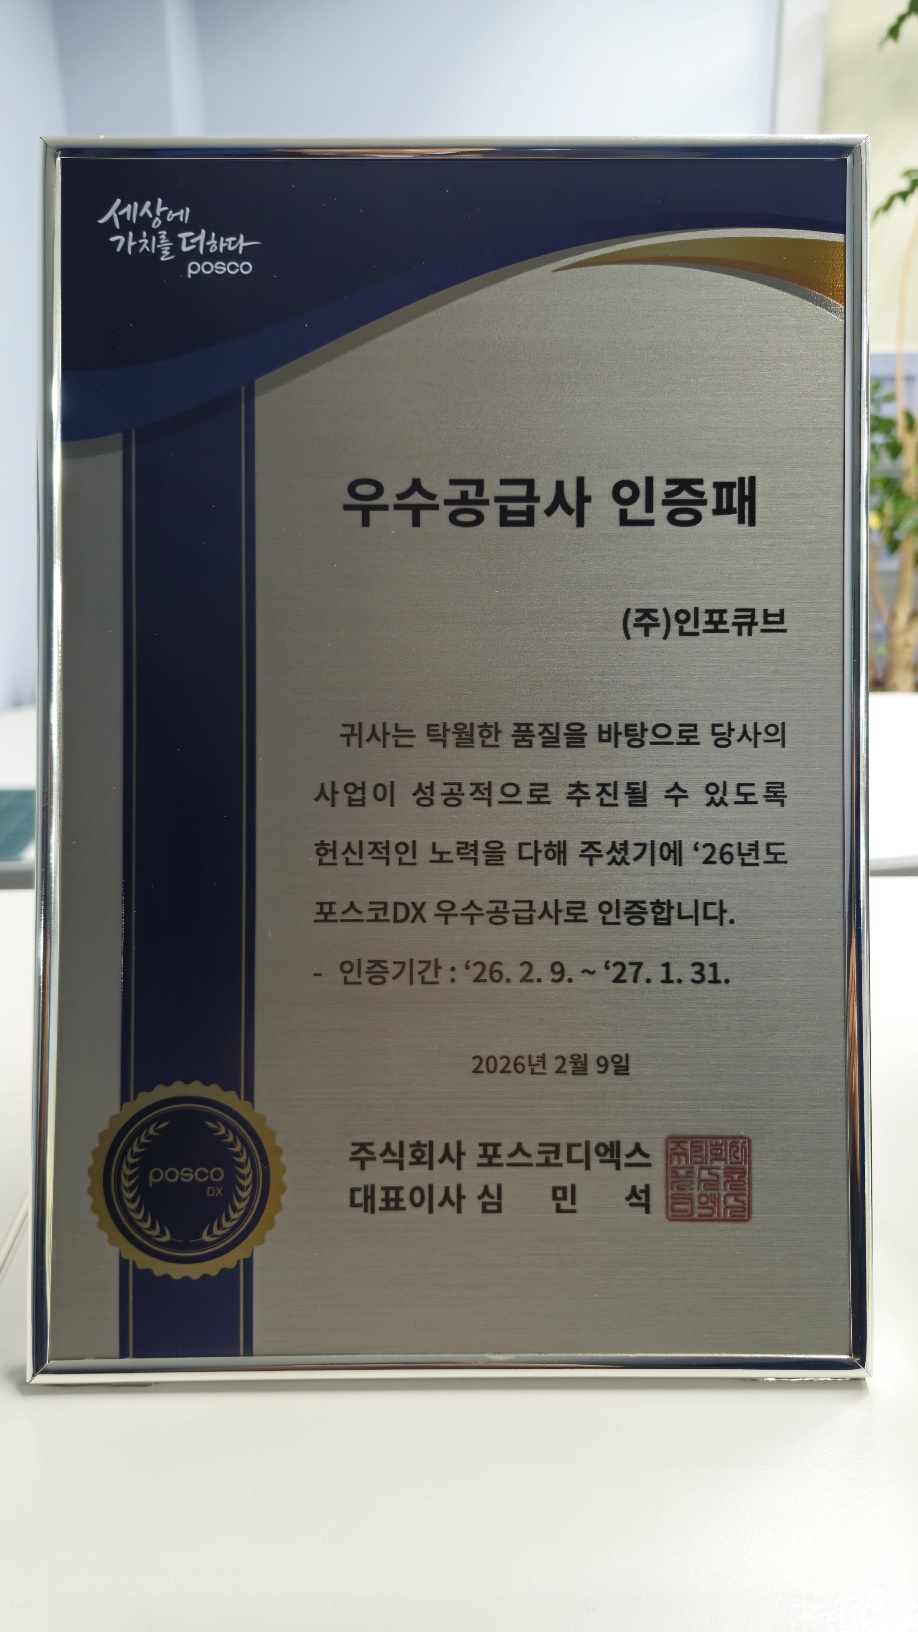 세상에
가치를 더하다
posco
우수공급사 인증패
(주)인포큐브
귀사는 탁월한 품질을 바탕으로 당사의
사업이 성공적으로 추진될 수 있도록
헌신적인 노력을 다해 주셨기에 ‘26년도
포스코DX 우수공급사로 인증합니다.
- 인증기간 : ‘26. 2. 9. ~ ‘27. 1. 31.
2026년 2월 9일
주식회사 포스코디엑스
대표이사 심 민 석
posco
DX